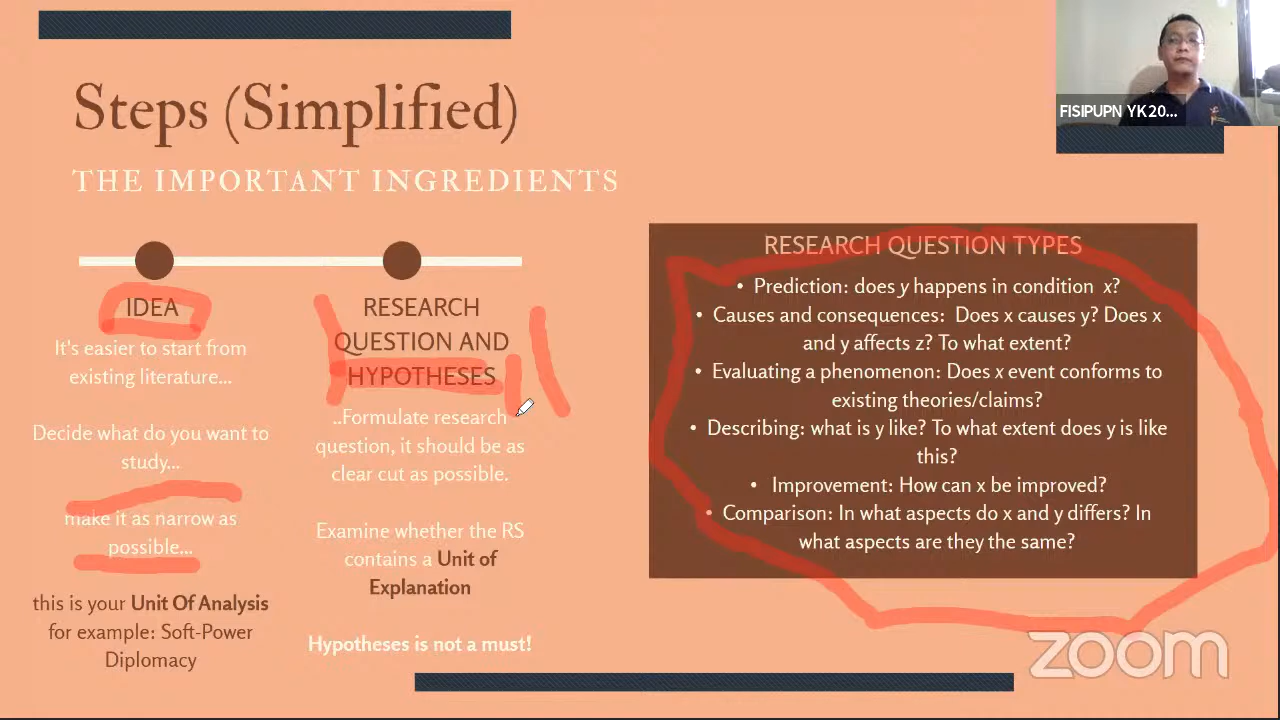 Steps (Simplified)
THE IMPORTANT INGREDIENTS
IDEA
It's easier to start from
existing literature...
Decide what do you want to
study...
make it as narrow as
possible...
this is your Unit Of Analysis
for example: Soft-Power
Diplomacy
RESEARCH
QUESTION AND
HYPOTHESES
..Formulate research
question, it should be as
clear cut as possible.
Examine whether the RS
contains a Unit of
Explanation
Hypotheses is not a must!
RESEARCH QUESTION TYPES
• Prediction: does y happens in condition x?
• Causes and consequences: Does x causes y? Does x
and y affects z? To what extent?
• Evaluating a phenomenon: Does x event conforms to
existing theories/claims?
• Describing: what is y like? To what extent does y is like
this?
• Improvement: How can x be improved?
• Comparison: In what aspects do x and y differs? In
what aspects are they the same?
FISIPUPN YK20...
zoom